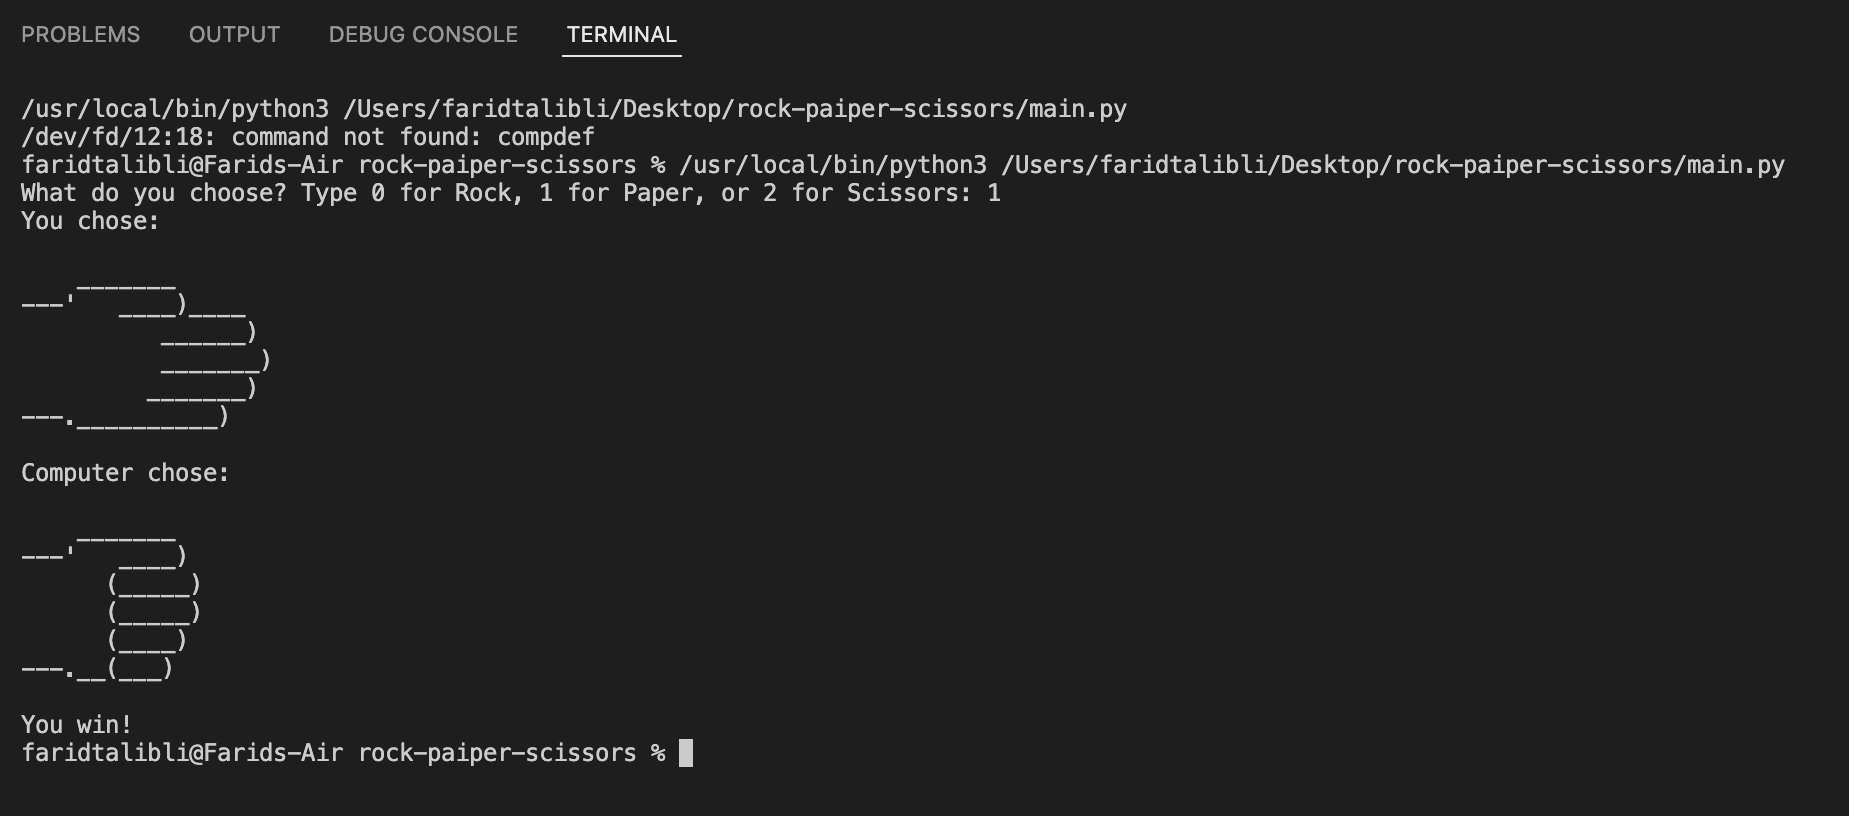 PROBLEMS OUTPUT DEBUG CONSOLE TERMINAL
/usr/local/bin/python3 /Users/faridtalibli/Desktop/rock-paiper-scissors/main.py
/dev/fd/12:18: command not found: compdef
faridtalibli@Farids-Air rock-paiper-scissors % /usr/local/bin/python3 /Users/faridtalibli/Desktop/rock-paiper-scissors/main.py
What do you choose? Type 0 for Rock, 1 for Paper, or 2 for Scissors: 1
You chose:

    _______
---'   ____)____
          ______)
          _______)
         _______)
---.__________)

Computer chose:

    _______
---'   ____)
      (_____)
      (_____)
      (____)
---.__(___)

You win!
faridtalibli@Farids-Air rock-paiper-scissors %